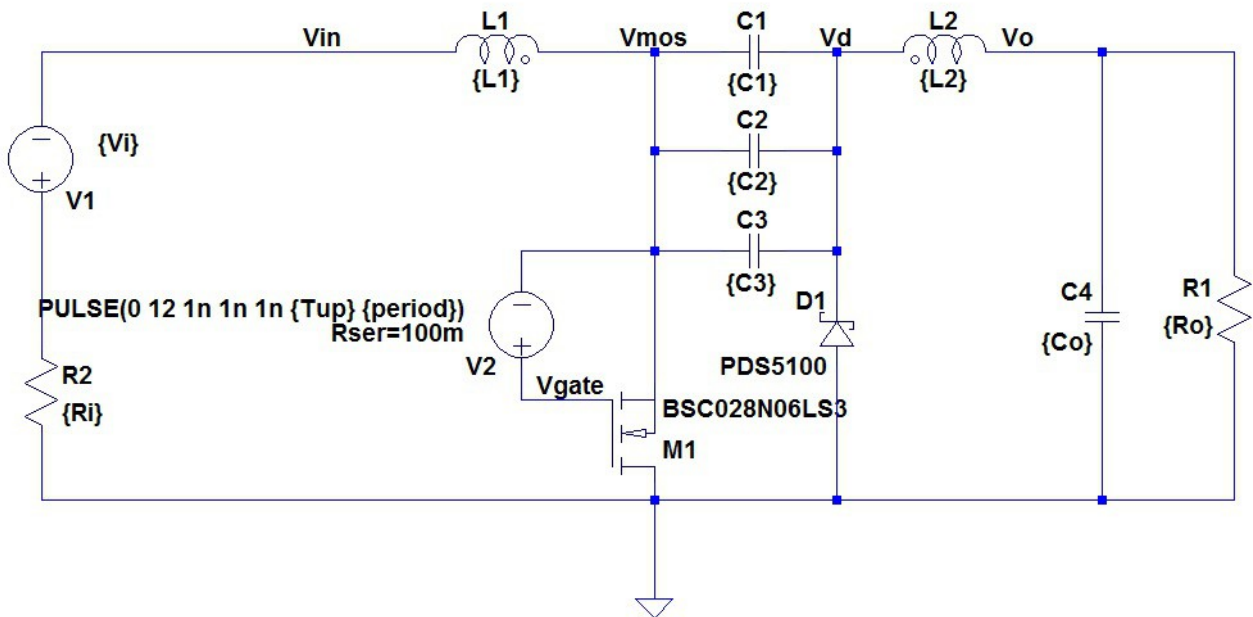 L1
C1
L2
Vin
Vmos
Vd
Vo
{L1}
{C1}
{L2}
C2
{Vi}
V1
{C2}
C3
{C3}
D1
C4
R1
PULSE(0 12 1n 1n 1n {Tup} {period})
Rser=100m
{Co}
{Ro}
V2
PDS5100
R2
{Ri}
Vgate
BSC028N06LS3
M1